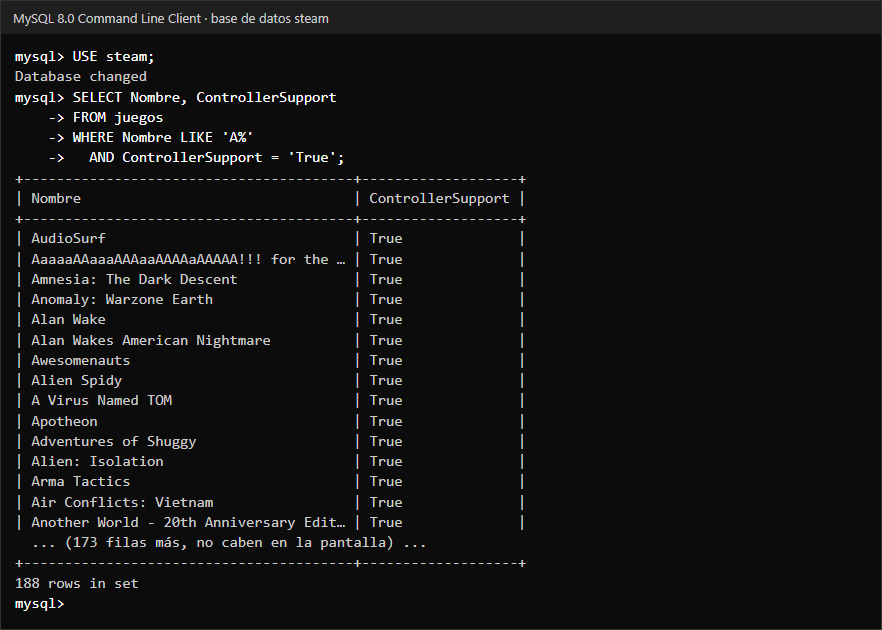 MySQL 8.0 Command Line Client · base de datos steam
mysql> USE steam;
Database changed
mysql> SELECT Nombre, ControllerSupport
    -> FROM juegos
    -> WHERE Nombre LIKE 'A%'
    ->   AND ControllerSupport = 'True';
+----------------------------------------+-------------------+
| Nombre                                 | ControllerSupport |
+----------------------------------------+-------------------+
| AudioSurf                              | True              |
| AaaaaAAaaaAAAaaAAAAaAAAAA!!! for the … | True              |
| Amnesia: The Dark Descent              | True              |
| Anomaly: Warzone Earth                 | True              |
| Alan Wake                              | True              |
| Alan Wakes American Nightmare          | True              |
| Awesomenauts                           | True              |
| Alien Spidy                            | True              |
| A Virus Named TOM                      | True              |
| Apotheon                               | True              |
| Adventures of Shuggy                   | True              |
| Alien: Isolation                       | True              |
| Arma Tactics                           | True              |
| Air Conflicts: Vietnam                 | True              |
| Another World - 20th Anniversary Edit… | True              |
  ... (173 filas más, no caben en la pantalla) ...
+----------------------------------------+-------------------+
188 rows in set
mysql>